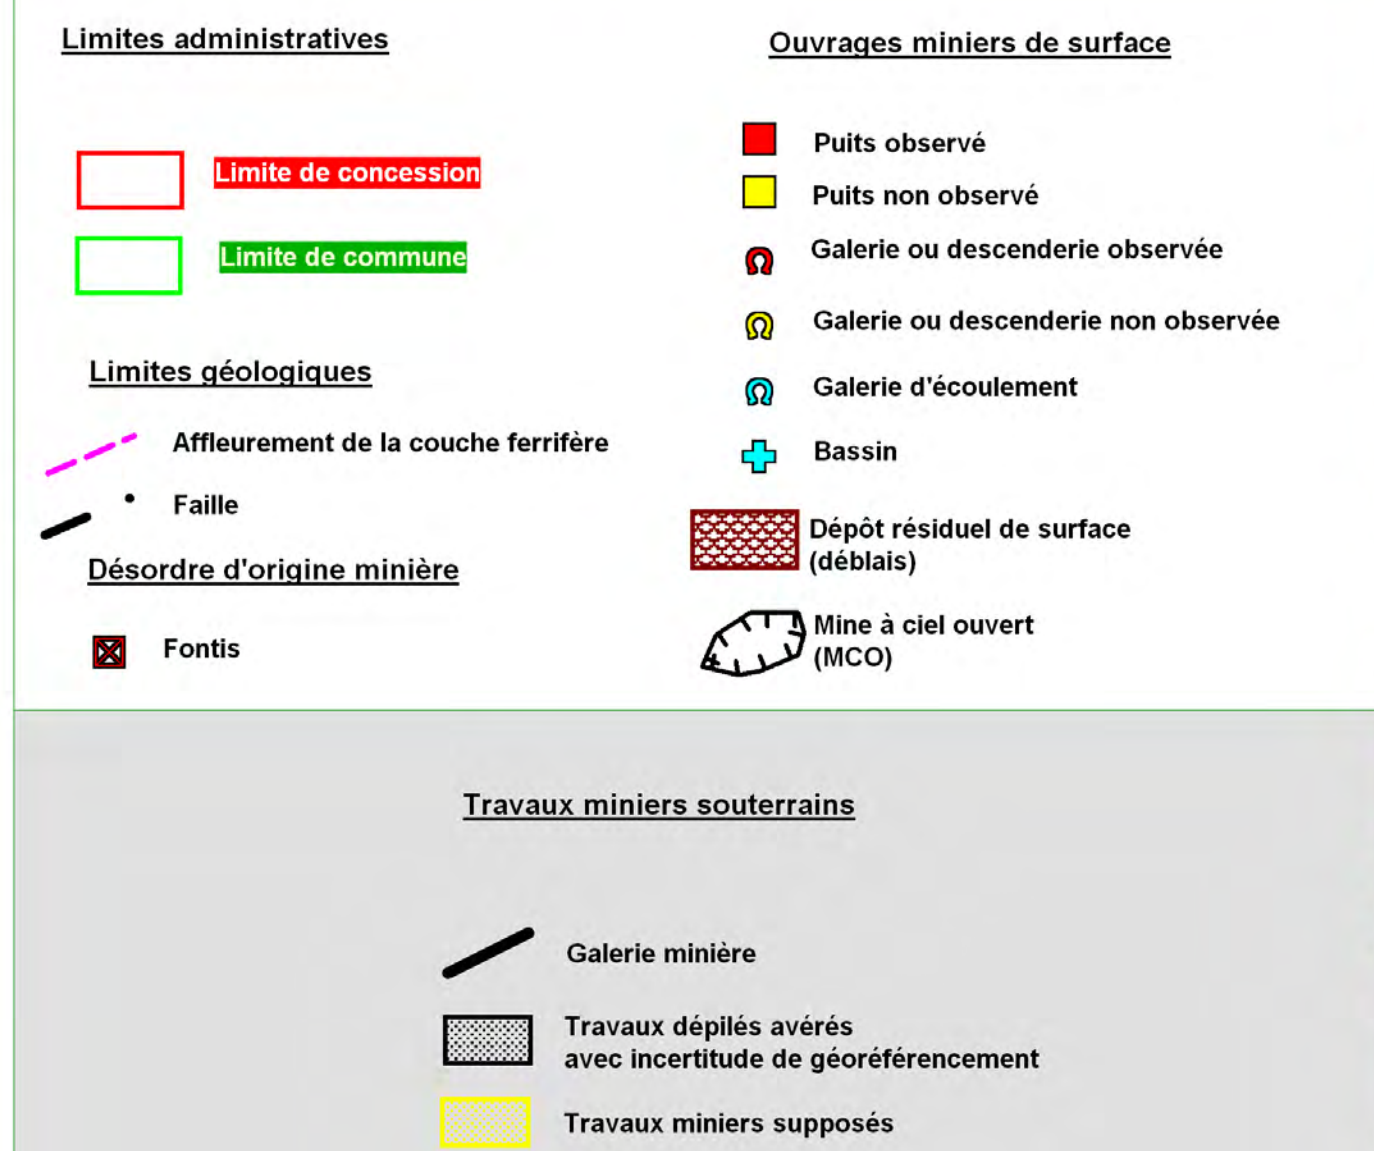 Limites administratives
Limite de concession
Limite de commune
Limites géologiques
Affleurement de la couche ferrifère
Faille
Désordre d'origine minière
Fontis
Ouvrages miniers de surface
Puits observé
Puits non observé
Galerie ou descenderie observée
Galerie ou descenderie non observée
Galerie d'écoulement
Bassin
Dépôt résiduel de surface
(déblais)
Mine à ciel ouvert
(MCO)
Travaux miniers souterrains
Galerie minière
Travaux dépilés avérés
avec incertitude de géoréférencement
Travaux miniers supposés